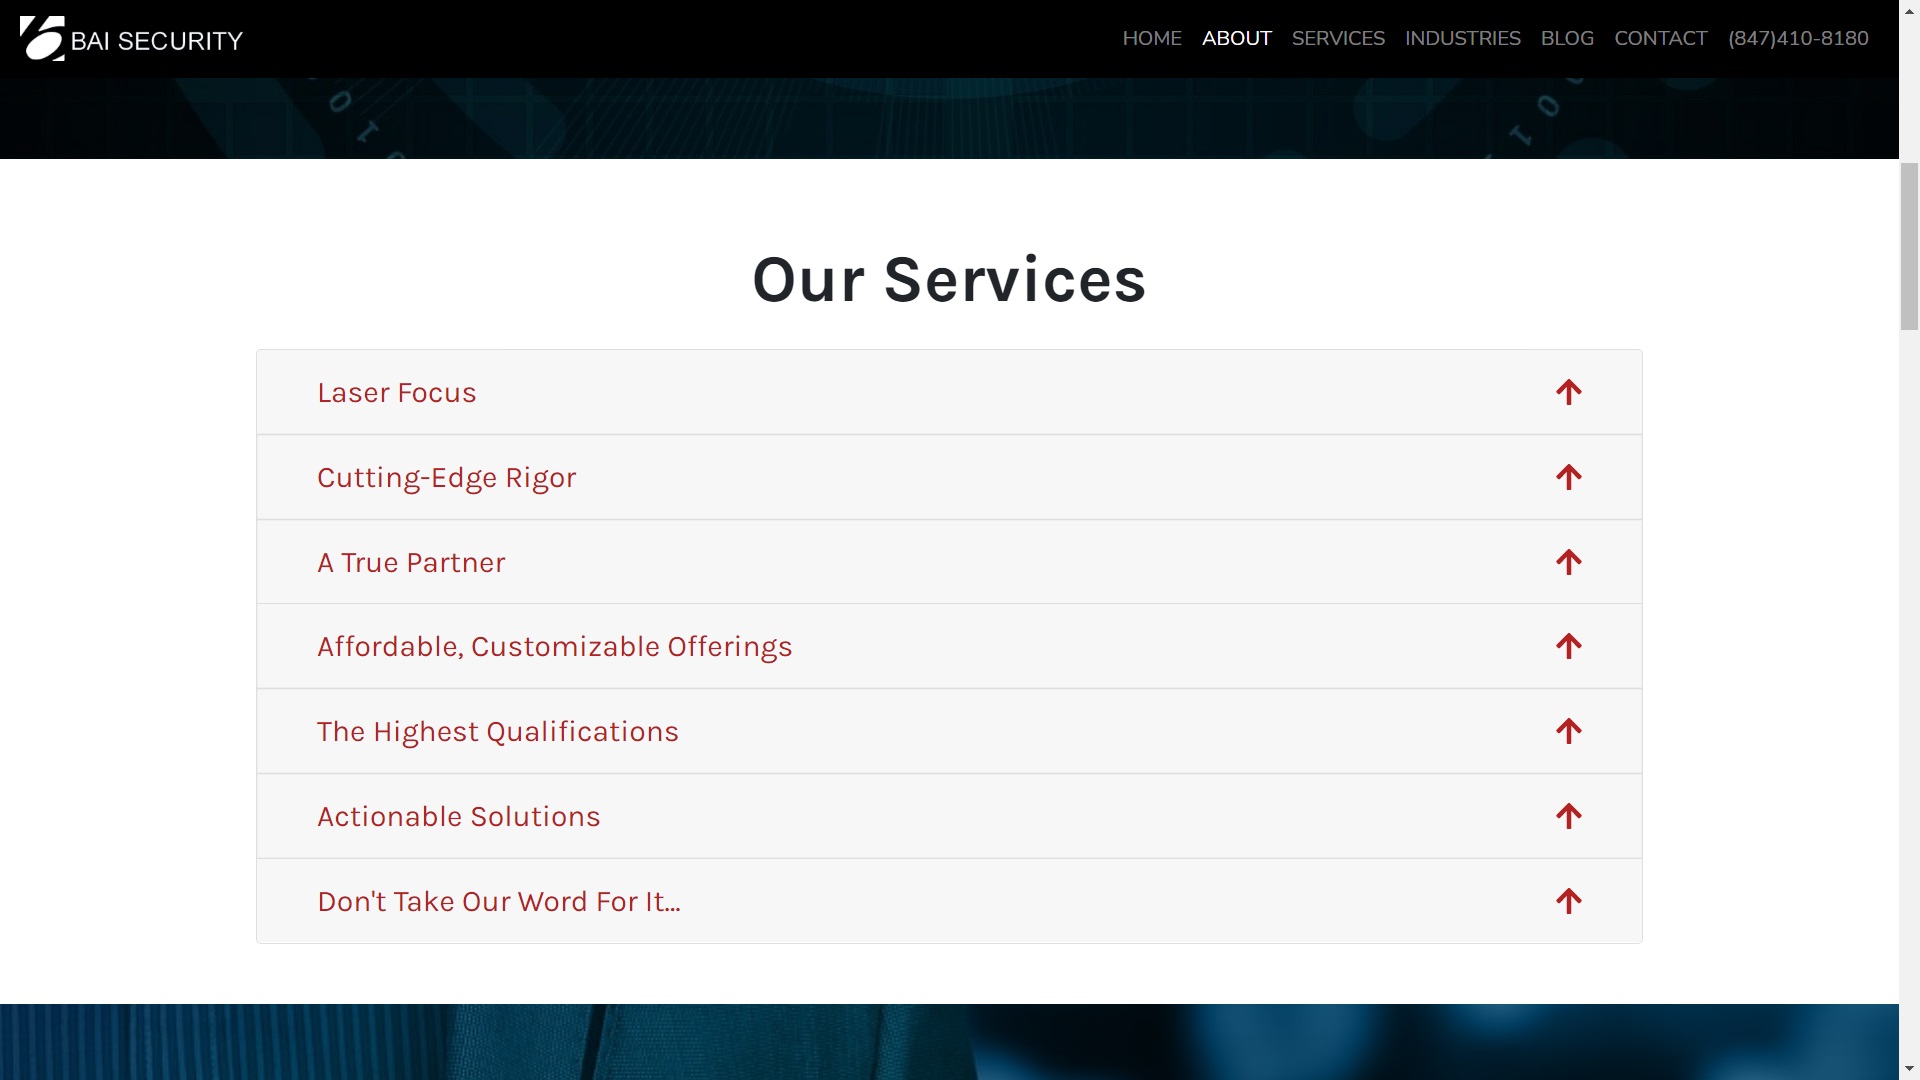 BAI SECURITY
HOME ABOUT SERVICES INDUSTRIES BLOG CONTACT (847)410-8180
Our Services
Laser Focus
Cutting-Edge Rigor
A True Partner
Affordable, Customizable Offerings
The Highest Qualifications
Actionable Solutions
Don't Take Our Word For It...